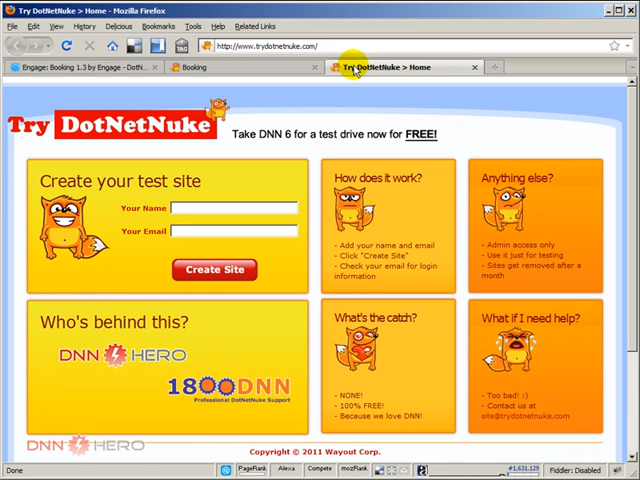 Try DotNetNuke > Home - Mozilla Firefox
File Edit View History Delicious Bookmarks Tools Help Related Links
TAG http://www.trydotnetnuke.com/
Engage: Booking 1.3 by Engage - DotN...
Booking
Try DotNetNuke > Home
Try DotNetNuke
Take DNN 6 for a test drive now for FREE!
Create your test site
Your Name
Your Email
Create Site
How does it work?
- Add your name and email
- Click "Create Site"
- Check your email for login
information
Anything else?
- Admin access only
- Use it just for testing
- Sites get removed after a
month
Who's behind this?
DNN HERO
1800DNN
Professional DotNetNuke Support
What's the catch?
- NONE!
- 100% FREE!
- Because we love DNN!
What if I need help?
- Too bad! :)
- Contact us at
site@trydotnetnuke.com
DNN HERO
Copyright © 2011 Wayout Corp.
Done PageRank Alexa Compete mozRank #1,631,129 Fiddler: Disabled